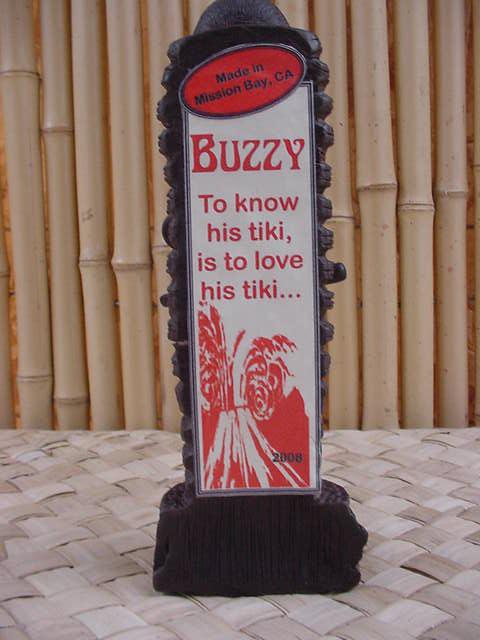 Made in
Mission Bay, CA
BUZZY
To know
his tiki,
is to love
his tiki...
2008